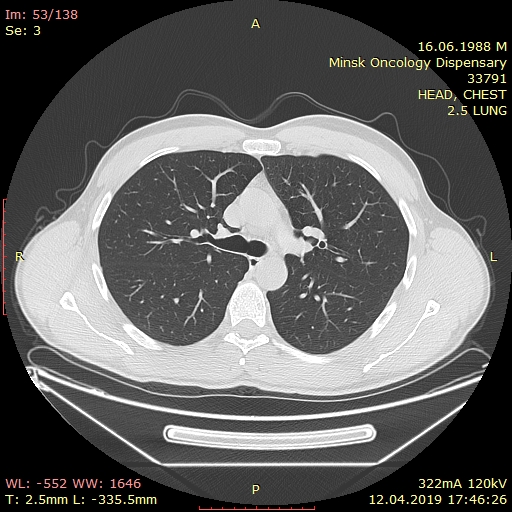 Im: 53/138
Se: 3
A
16.06.1988 M
Minsk Oncology Dispensary
33791
HEAD, CHEST
2.5 LUNG
R
L
WL: -552 WW: 1646
T: 2.5mm L: -335.5mm
P
322mA 120kV
12.04.2019 17:46:26